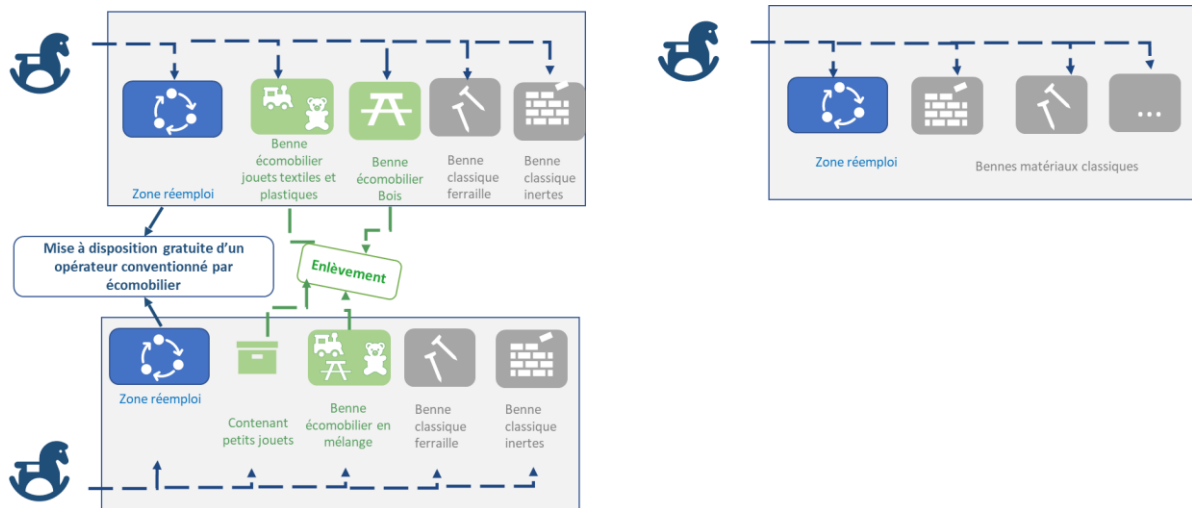 Zone réemploi
Benne
écomobilier
jouets textiles et
plastiques
Benne
écomobilier
Bois
Benne
classique
ferraille
Benne
classique
inertes
Mise à disposition gratuite d’un
opérateur conventionné par
écomobilier
Enlèvement
Zone réemploi
Contenant
petits jouets
Benne
écomobilier en
mélange
Benne
classique
ferraille
Benne
classique
inertes
...
Zone réemploi
Bennes matériaux classiques